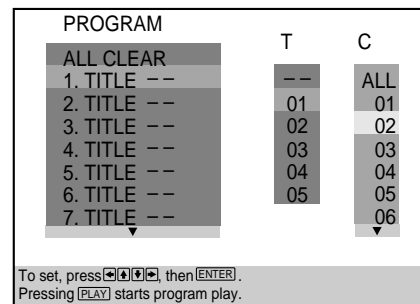 PROGRAM
T C
ALL CLEAR
1. TITLE – –
2. TITLE – –
3. TITLE – –
4. TITLE – –
5. TITLE – –
6. TITLE – –
7. TITLE – –
– –
01
02
03
04
05
ALL
01
02
03
04
05
06
To set, press ←↑↓→, then ENTER.
Pressing PLAY starts program play.